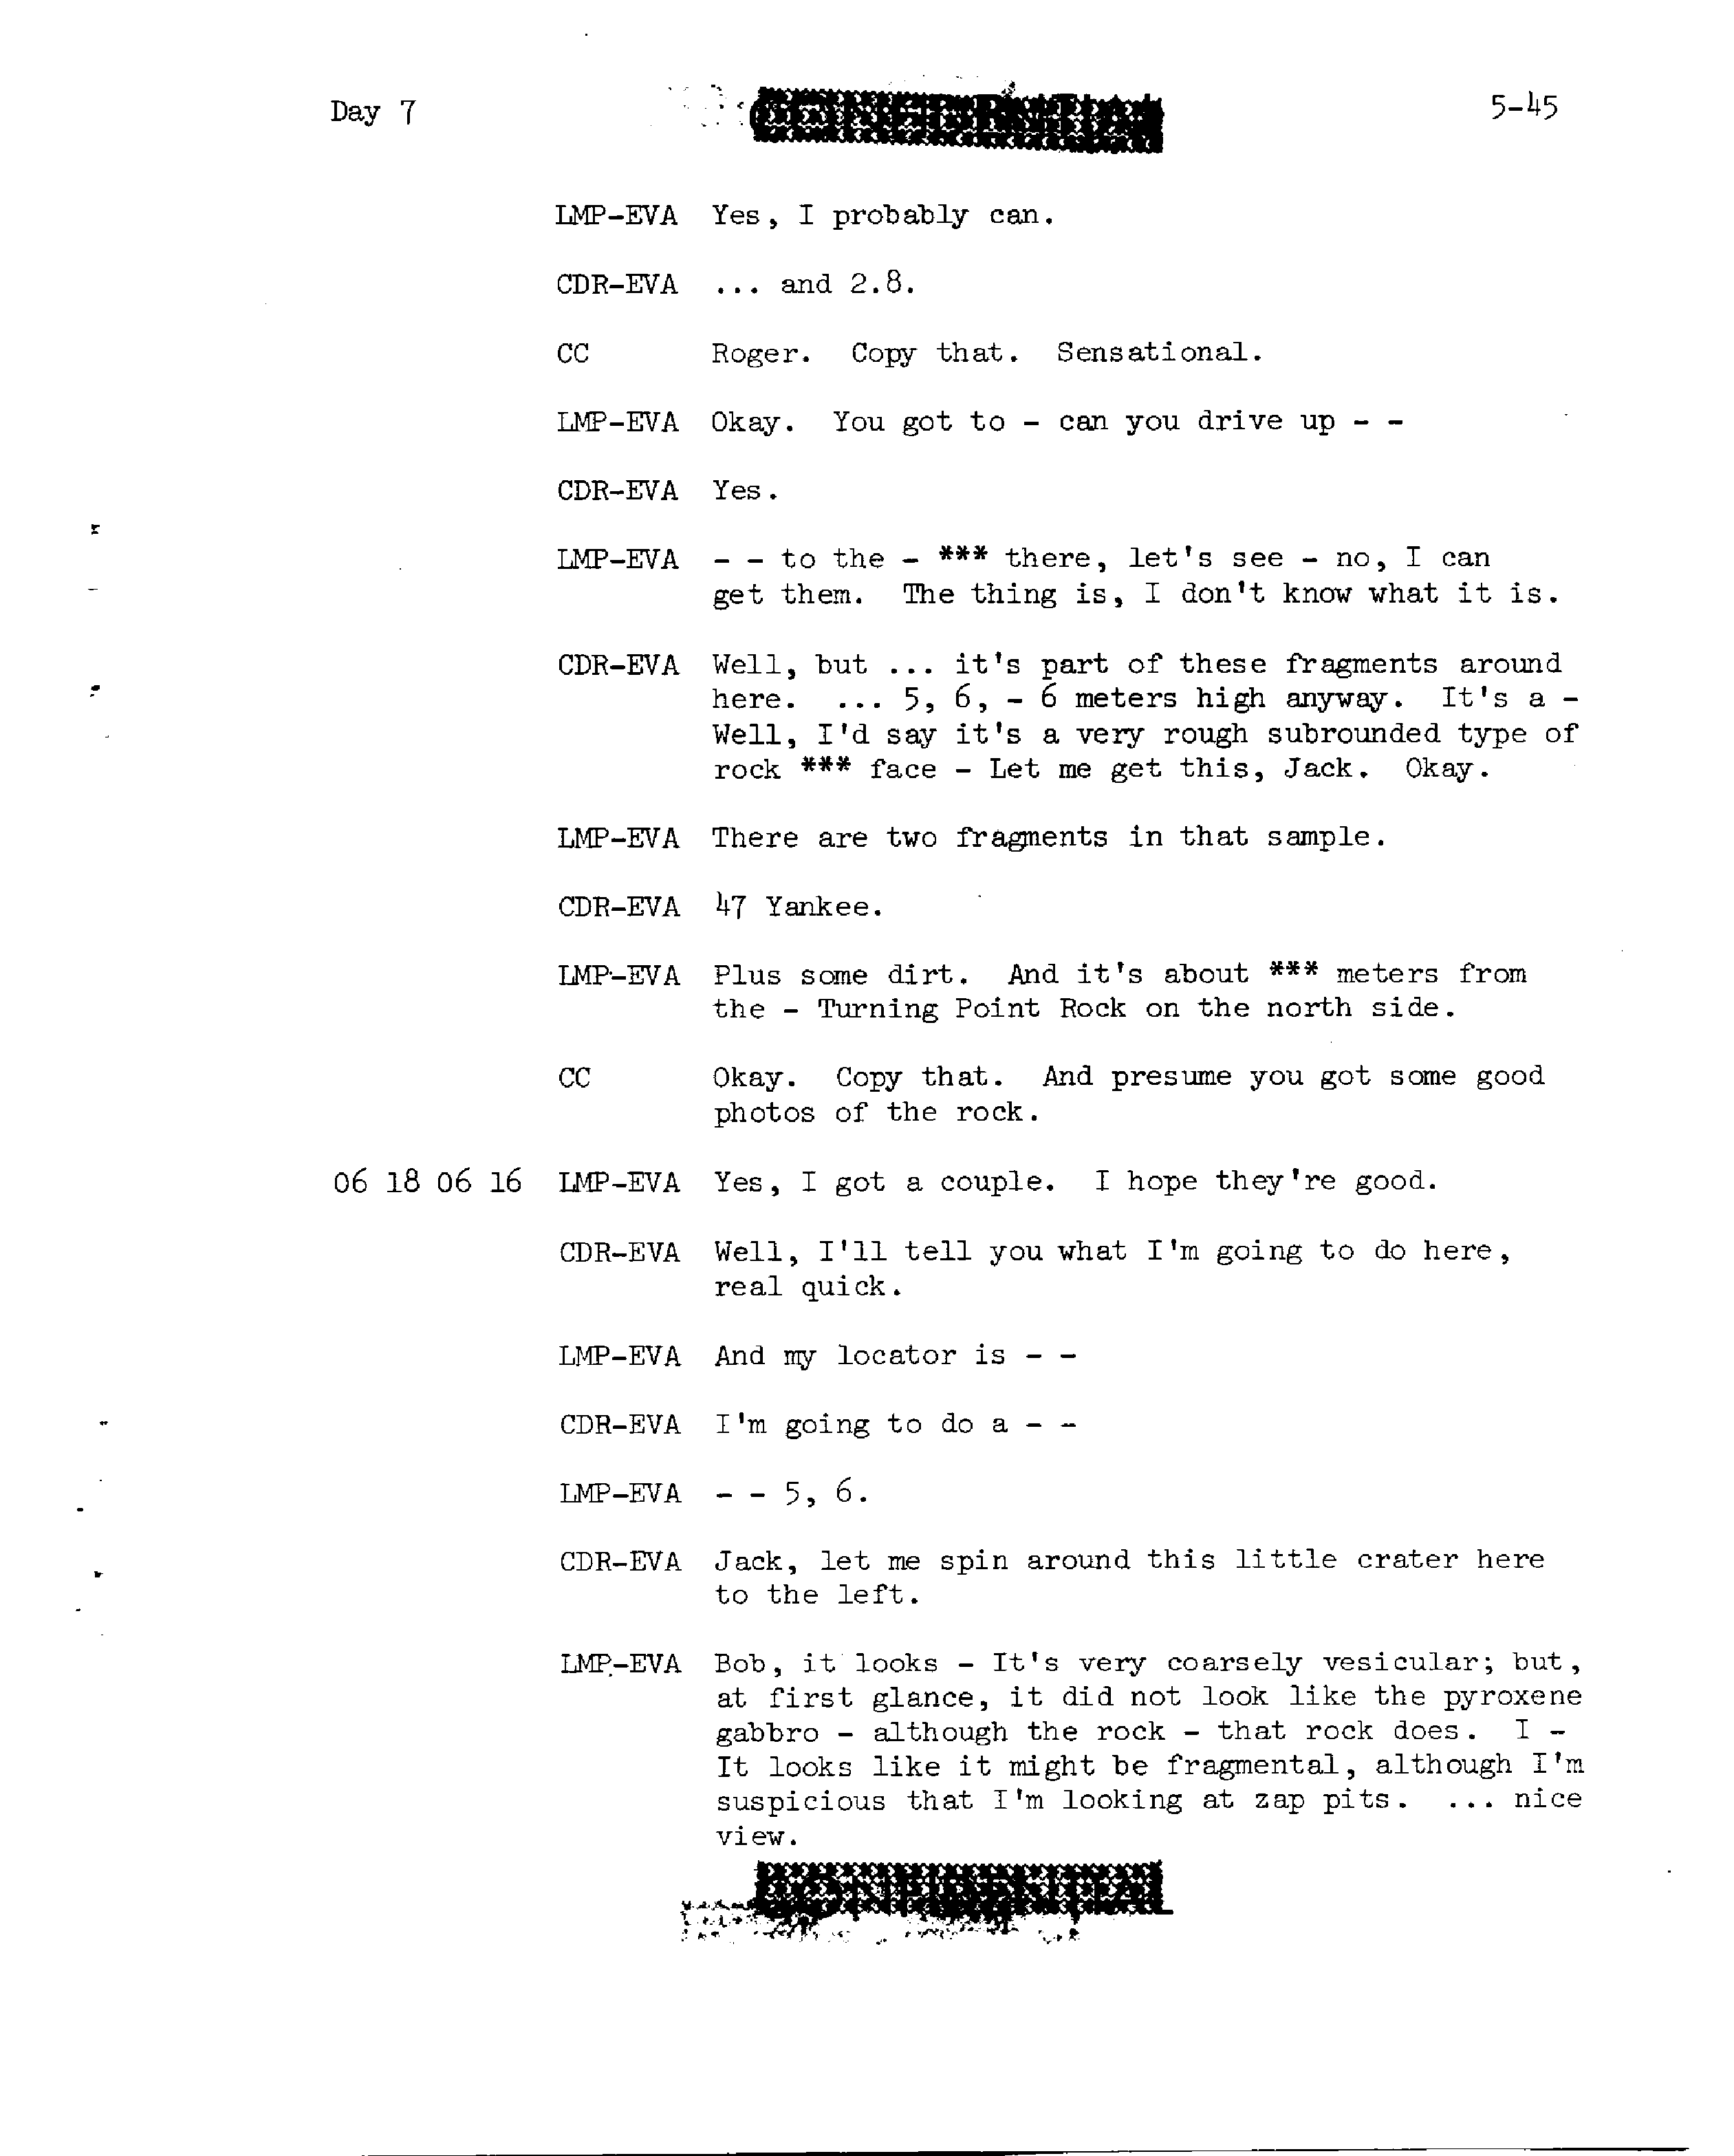 Day 7 CONFIDENTIAL 5-45
LMP-EVA Yes, I probably can.
CDR-EVA ... and 2.8.
CC Roger. Copy that. Sensational.
LMP-EVA Okay. You got to - can you drive up - -
CDR-EVA Yes.
LMP-EVA - - to the - *** there, let's see - no, I can
get them. The thing is, I don't know what it is.
CDR-EVA Well, but ... it's part of these fragments around
here. ... 5, 6, - 6 meters high anyway. It's a -
Well, I'd say it's a very rough subrounded type of
rock *** face - Let me get this, Jack. Okay.
LMP-EVA There are two fragments in that sample.
CDR-EVA 47 Yankee.
LMP-EVA Plus some dirt. And it's about *** meters from
the - Turning Point Rock on the north side.
CC Okay. Copy that. And presume you got some good
photos of the rock.
06 18 06 16 LMP-EVA Yes, I got a couple. I hope they're good.
CDR-EVA Well, I'll tell you what I'm going to do here,
real quick.
LMP-EVA And my locator is - -
CDR-EVA I'm going to do a - -
LMP-EVA - - 5, 6.
CDR-EVA Jack, let me spin around this little crater here
to the left.
LMP-EVA Bob, it looks - It's very coarsely vesicular; but,
at first glance, it did not look like the pyroxene
gabbro - although the rock - that rock does. I -
It looks like it might be fragmental, although I'm
suspicious that I'm looking at zap pits. ... nice
view.
CONFIDENTIAL